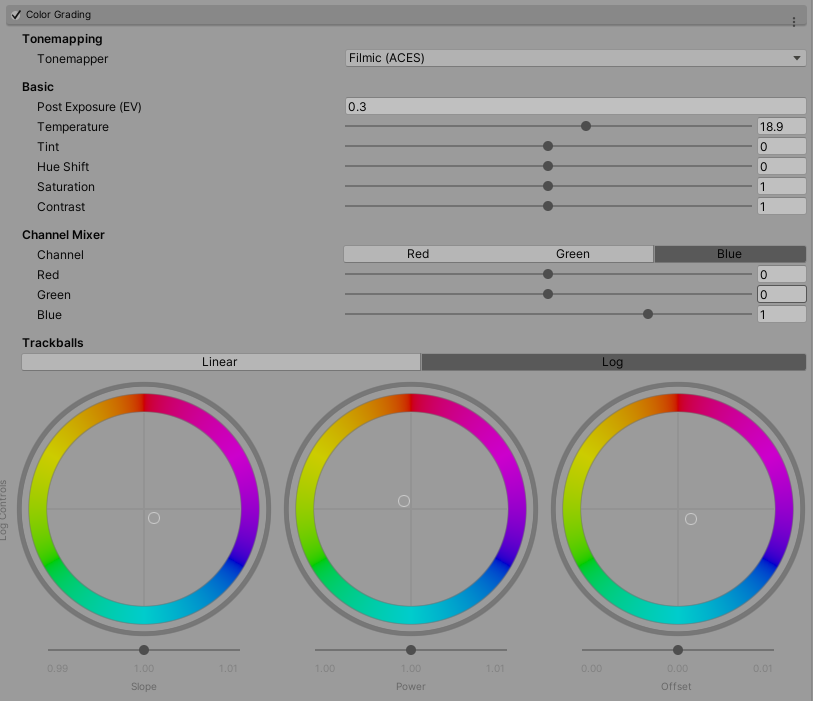 Color Grading
Tonemapping
Tonemapper Filmic (ACES)
Basic
Post Exposure (EV) 0.3
Temperature 18.9
Tint 0
Hue Shift 0
Saturation 1
Contrast 1
Channel Mixer
Channel Red Green Blue
Red 0
Green 0
Blue 1
Trackballs
Linear Log
Log Controls
0.99 1.00 1.01 1.00 1.00 1.01 0.00 0.00 0.01
Slope Power Offset